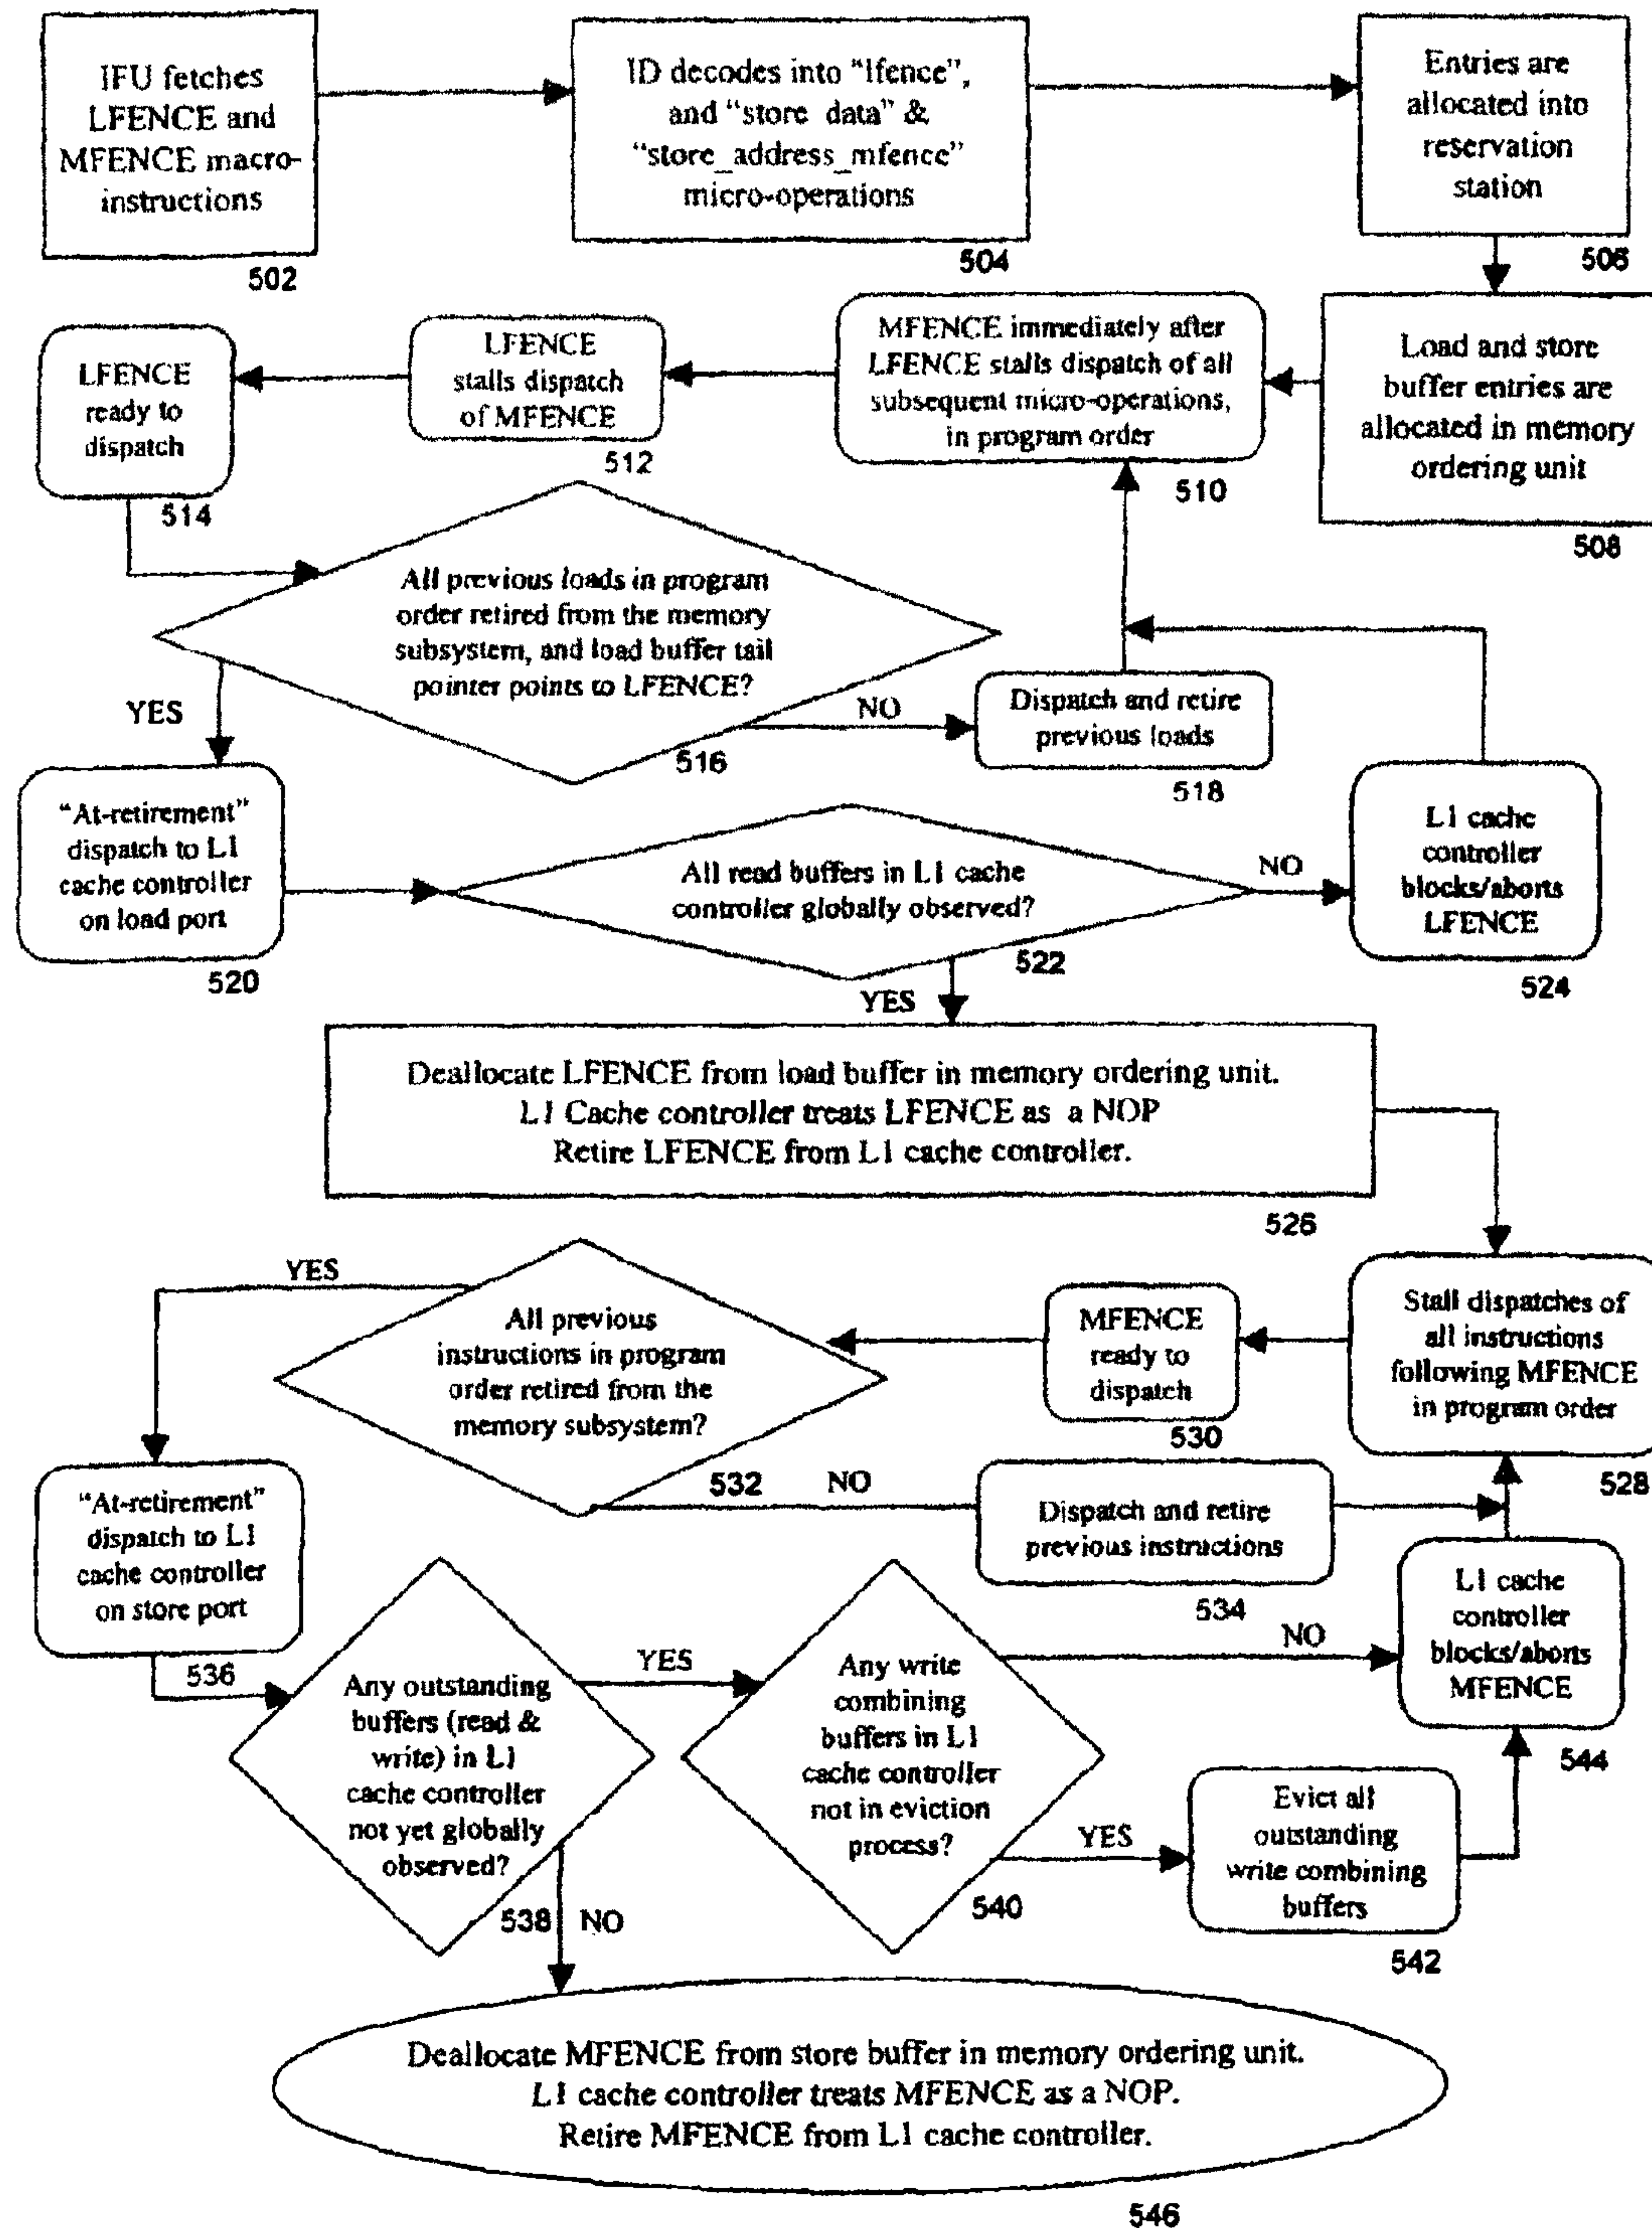 IFU fetches
LFENCE and
MFENCE macro-
instructions
502
ID decodes into "lfence",
and "store data" &
"store_address_mfence"
micro-operations
504
Entries are
allocated into
reservation
station
506
Load and store
buffer entries are
allocated in memory
ordering unit
508
MFENCE immediately after
LFENCE stalls dispatch of all
subsequent micro-operations,
in program order
510
LFENCE
stalls dispatch
of MFENCE
512
LFENCE
ready to
dispatch
514
All previous loads in program
order retired from the memory
subsystem, and load buffer tail
pointer points to LFENCE?
516
YES
NO
Dispatch and retire
previous loads
518
"At-retirement"
dispatch to L1
cache controller
on load port
520
All read buffers in L1 cache
controller globally observed?
522
NO
YES
L1 cache
controller
blocks/aborts
LFENCE
524
Deallocate LFENCE from load buffer in memory ordering unit.
L1 Cache controller treats LFENCE as a NOP
Retire LFENCE from L1 cache controller.
526
Stall dispatches of
all instructions
following MFENCE
in program order
528
MFENCE
ready to
dispatch
530
All previous
instructions in program
order retired from the
memory subsystem?
532
YES
NO
Dispatch and retire
previous instructions
534
"At-retirement"
dispatch to L1
cache controller
on store port
536
Any outstanding
buffers (read &
write) in L1
cache controller
not yet globally
observed?
538
YES
NO
Any write
combining
buffers in L1
cache controller
not in eviction
process?
540
NO
YES
Evict all
outstanding
write combining
buffers
542
L1 cache
controller
blocks/aborts
MFENCE
544
Deallocate MFENCE from store buffer in memory ordering unit.
L1 cache controller treats MFENCE as a NOP.
Retire MFENCE from L1 cache controller.
546